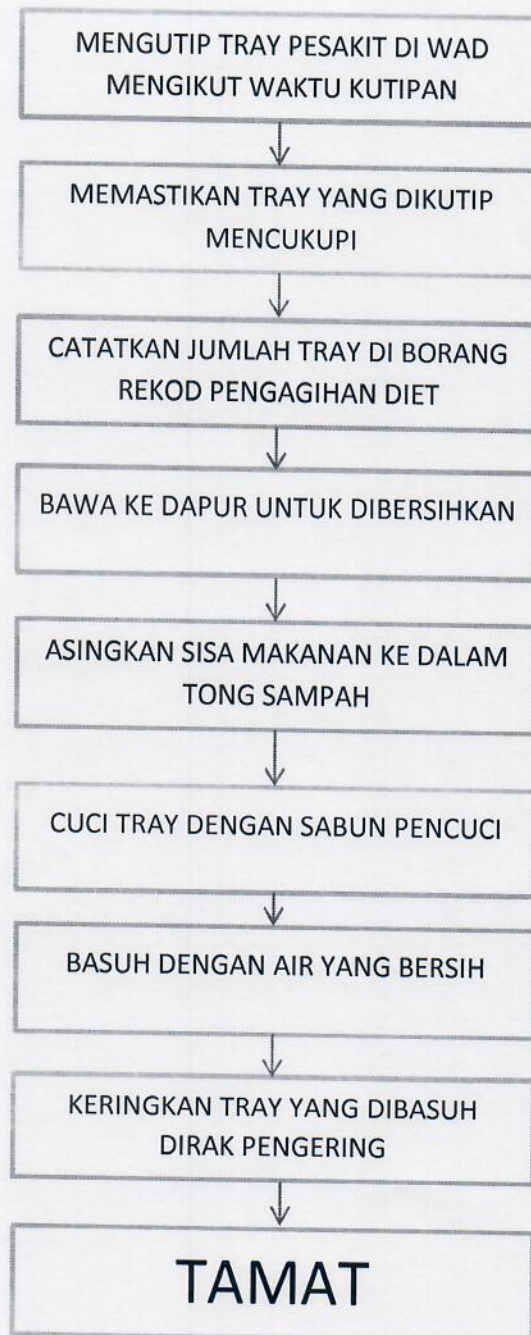 MENGUTIP TRAY PESAKIT DI WAD
MENGIKUT WAKTU KUTIPAN
MEMASTIKAN TRAY YANG DIKUTIP
MENCUKUPI
CATATKAN JUMLAH TRAY DI BORANG
REKOD PENGAGIHAN DIET
BAWA KE DAPUR UNTUK DIBERSIHKAN
ASINGKAN SISA MAKANAN KE DALAM
TONG SAMPAH
CUCI TRAY DENGAN SABUN PENCUCI
BASUH DENGAN AIR YANG BERSIH
KERINGKAN TRAY YANG DIBASUH
DIRAK PENGERING
TAMAT